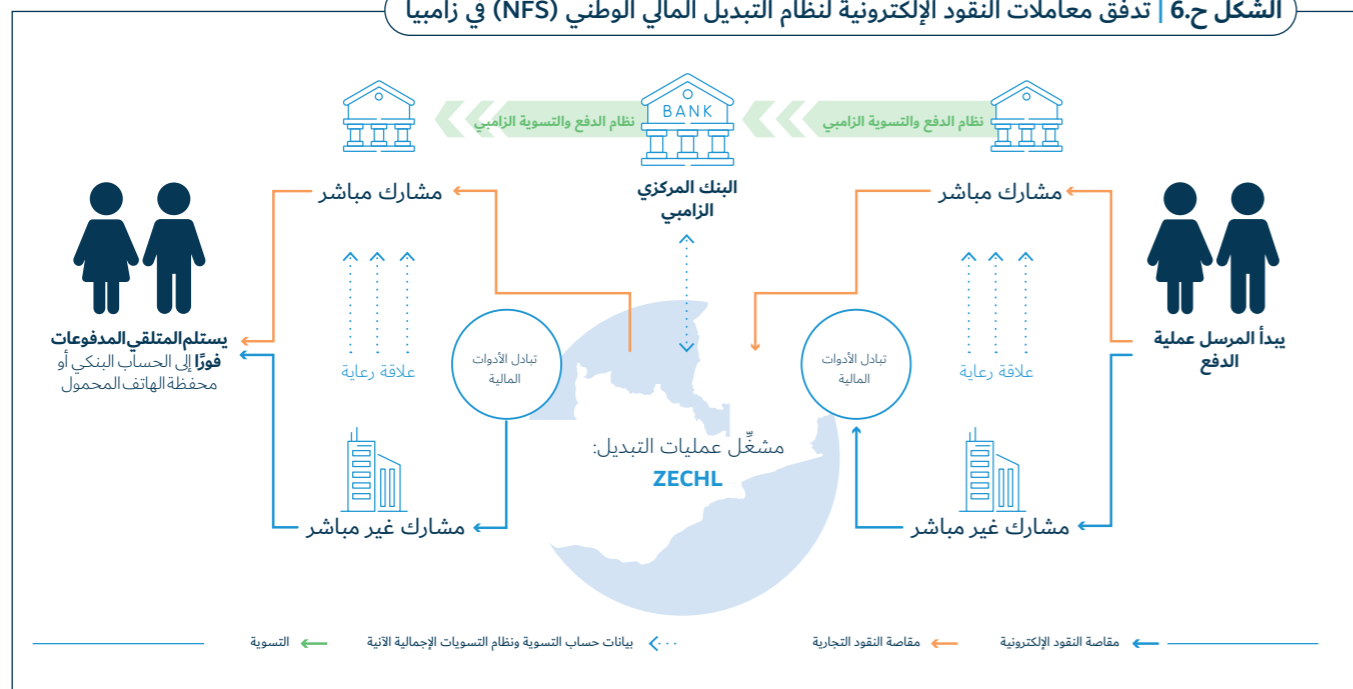 الشكل ح.6 | تدفق معاملات النقود الإلكترونية لنظام التبديل المالي الوطني (NFS) في زامبيا
نظام الدفع والتسوية الزامبي
BANK
نظام الدفع والتسوية الزامبي
مشارك مباشر
البنك المركزي
الزامبي
مشارك مباشر
يبدأ المرسل عملية
الدفع
علاقة رعاية
تبادل الأدوات
المالية
تبادل الأدوات
المالية
علاقة رعاية
يستلم المتلقي المدفوعات
فورًا إلى الحساب البنكي أو
محفظة الهاتف المحمول
مشغِّل عمليات التبديل:
ZECHL
مشارك غير مباشر
مشارك غير مباشر
مقاصة النقود الإلكترونية
مقاصة النقود التجارية
بيانات حساب التسوية ونظام التسويات الإجمالية الآنية
التسوية